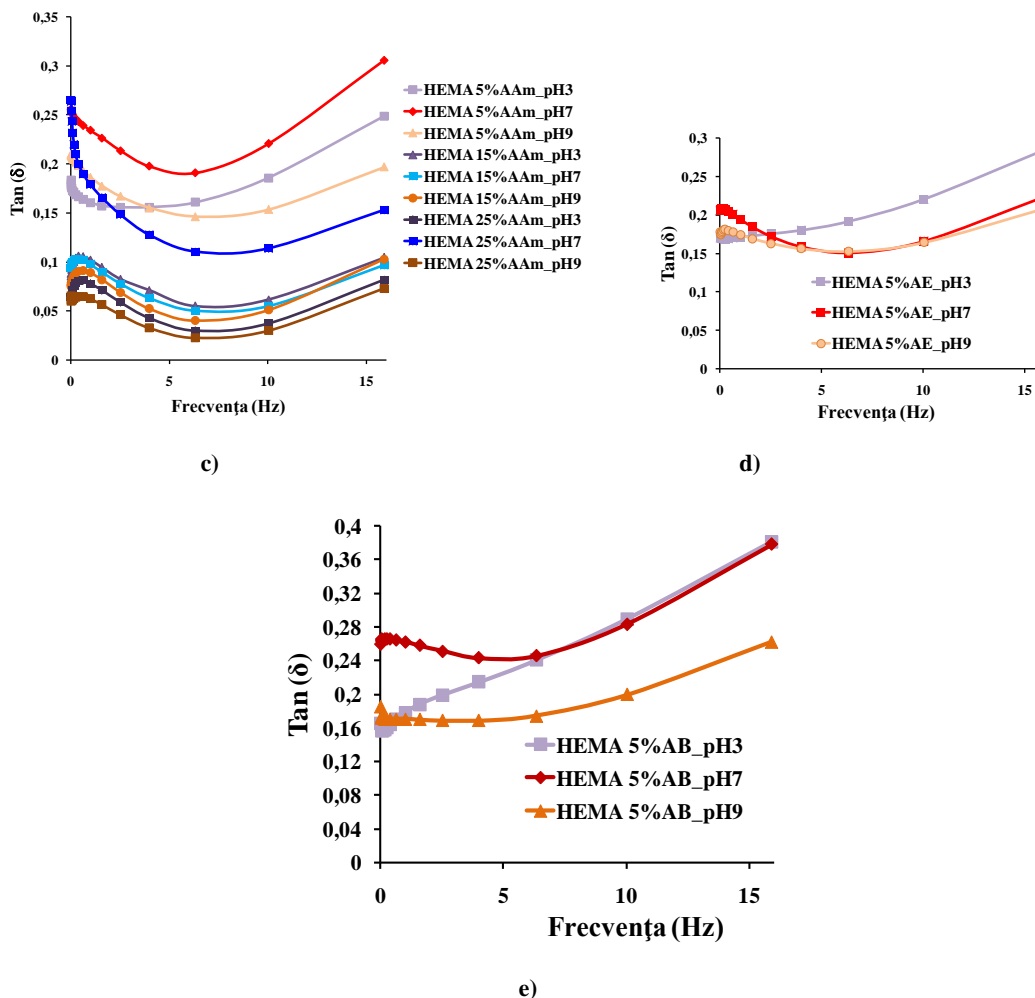 0,35
0,3
0,25
0,2
0,15
0,1
0,05
0
Tan (δ)
0 5 10 15
Frecvenţa (Hz)
HEMA 5%AAm_pH3
HEMA 5%AAm_pH7
HEMA 5%AAm_pH9
HEMA 15%AAm_pH3
HEMA 15%AAm_pH7
HEMA 15%AAm_pH9
HEMA 25%AAm_pH3
HEMA 25%AAm_pH7
HEMA 25%AAm_pH9
c)
0,3
0,25
0,2
0,15
0,1
0,05
0
Tan (δ)
0 5 10 15
Frecvenţa (Hz)
HEMA 5%AE_pH3
HEMA 5%AE_pH7
HEMA 5%AE_pH9
d)
0,4
0,36
0,32
0,28
0,24
0,2
0,16
0,12
0,08
0,04
0
Tan (δ)
0 5 10 15
Frecvenţa (Hz)
HEMA 5%AB_pH3
HEMA 5%AB_pH7
HEMA 5%AB_pH9
e)